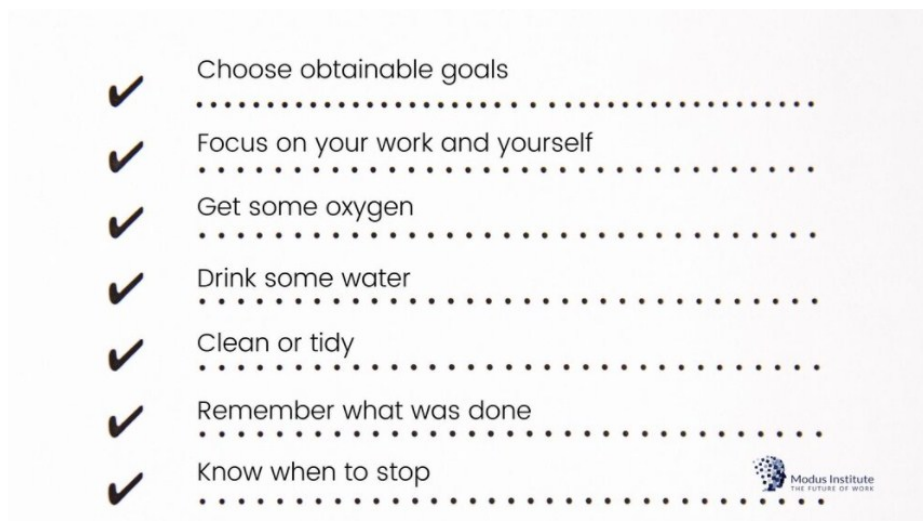 Choose obtainable goals
Focus on your work and yourself
Get some oxygen
Drink some water
Clean or tidy
Remember what was done
Know when to stop
Modus Institute
THE FUTURE OF WORK